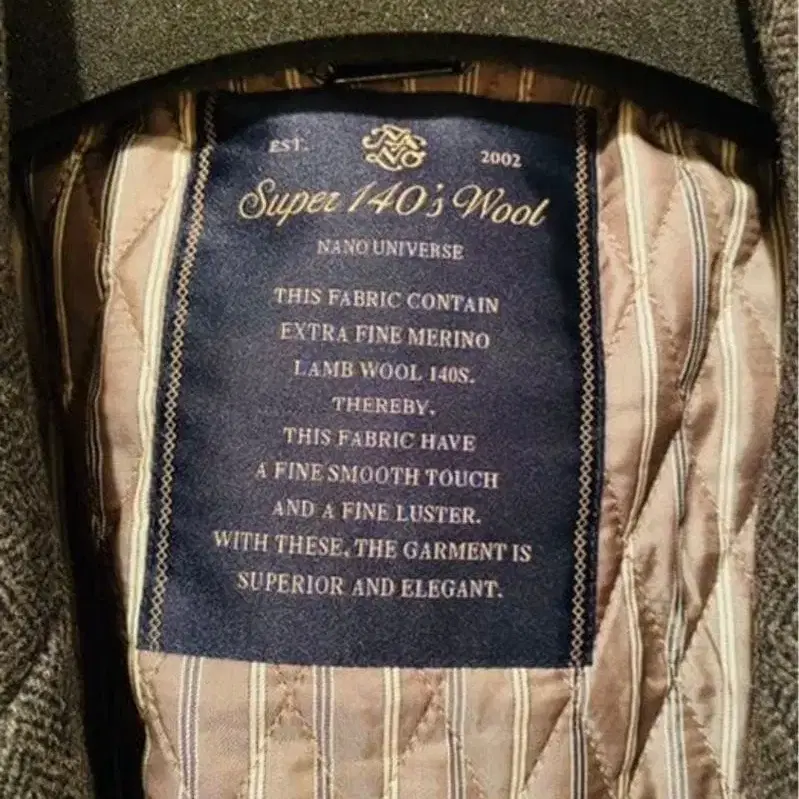 EST. 2002
Super 140's Wool
NANO UNIVERSE
THIS FABRIC CONTAIN
EXTRA FINE MERINO
LAMB WOOL 140S.
THEREBY,
THIS FABRIC HAVE
A FINE SMOOTH TOUCH
AND A FINE LUSTER.
WITH THESE, THE GARMENT IS
SUPERIOR AND ELEGANT.